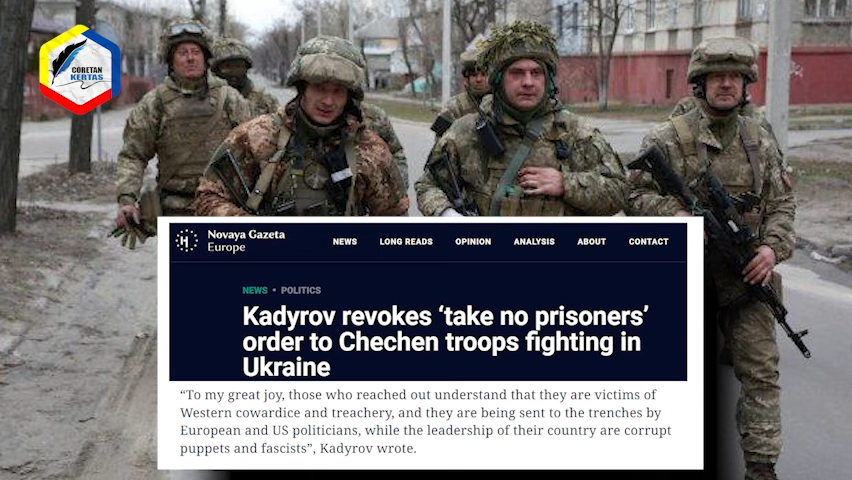 CORETAN
KERTAS
Novaya Gazeta
Europe
NEWS LONG READS OPINION ANALYSIS ABOUT CONTACT
NEWS • POLITICS
Kadyrov revokes ‘take no prisoners’
order to Chechen troops fighting in
Ukraine
“To my great joy, those who reached out understand that they are victims of
Western cowardice and treachery, and they are being sent to the trenches by
European and US politicians, while the leadership of their country are corrupt
puppets and fascists”, Kadyrov wrote.